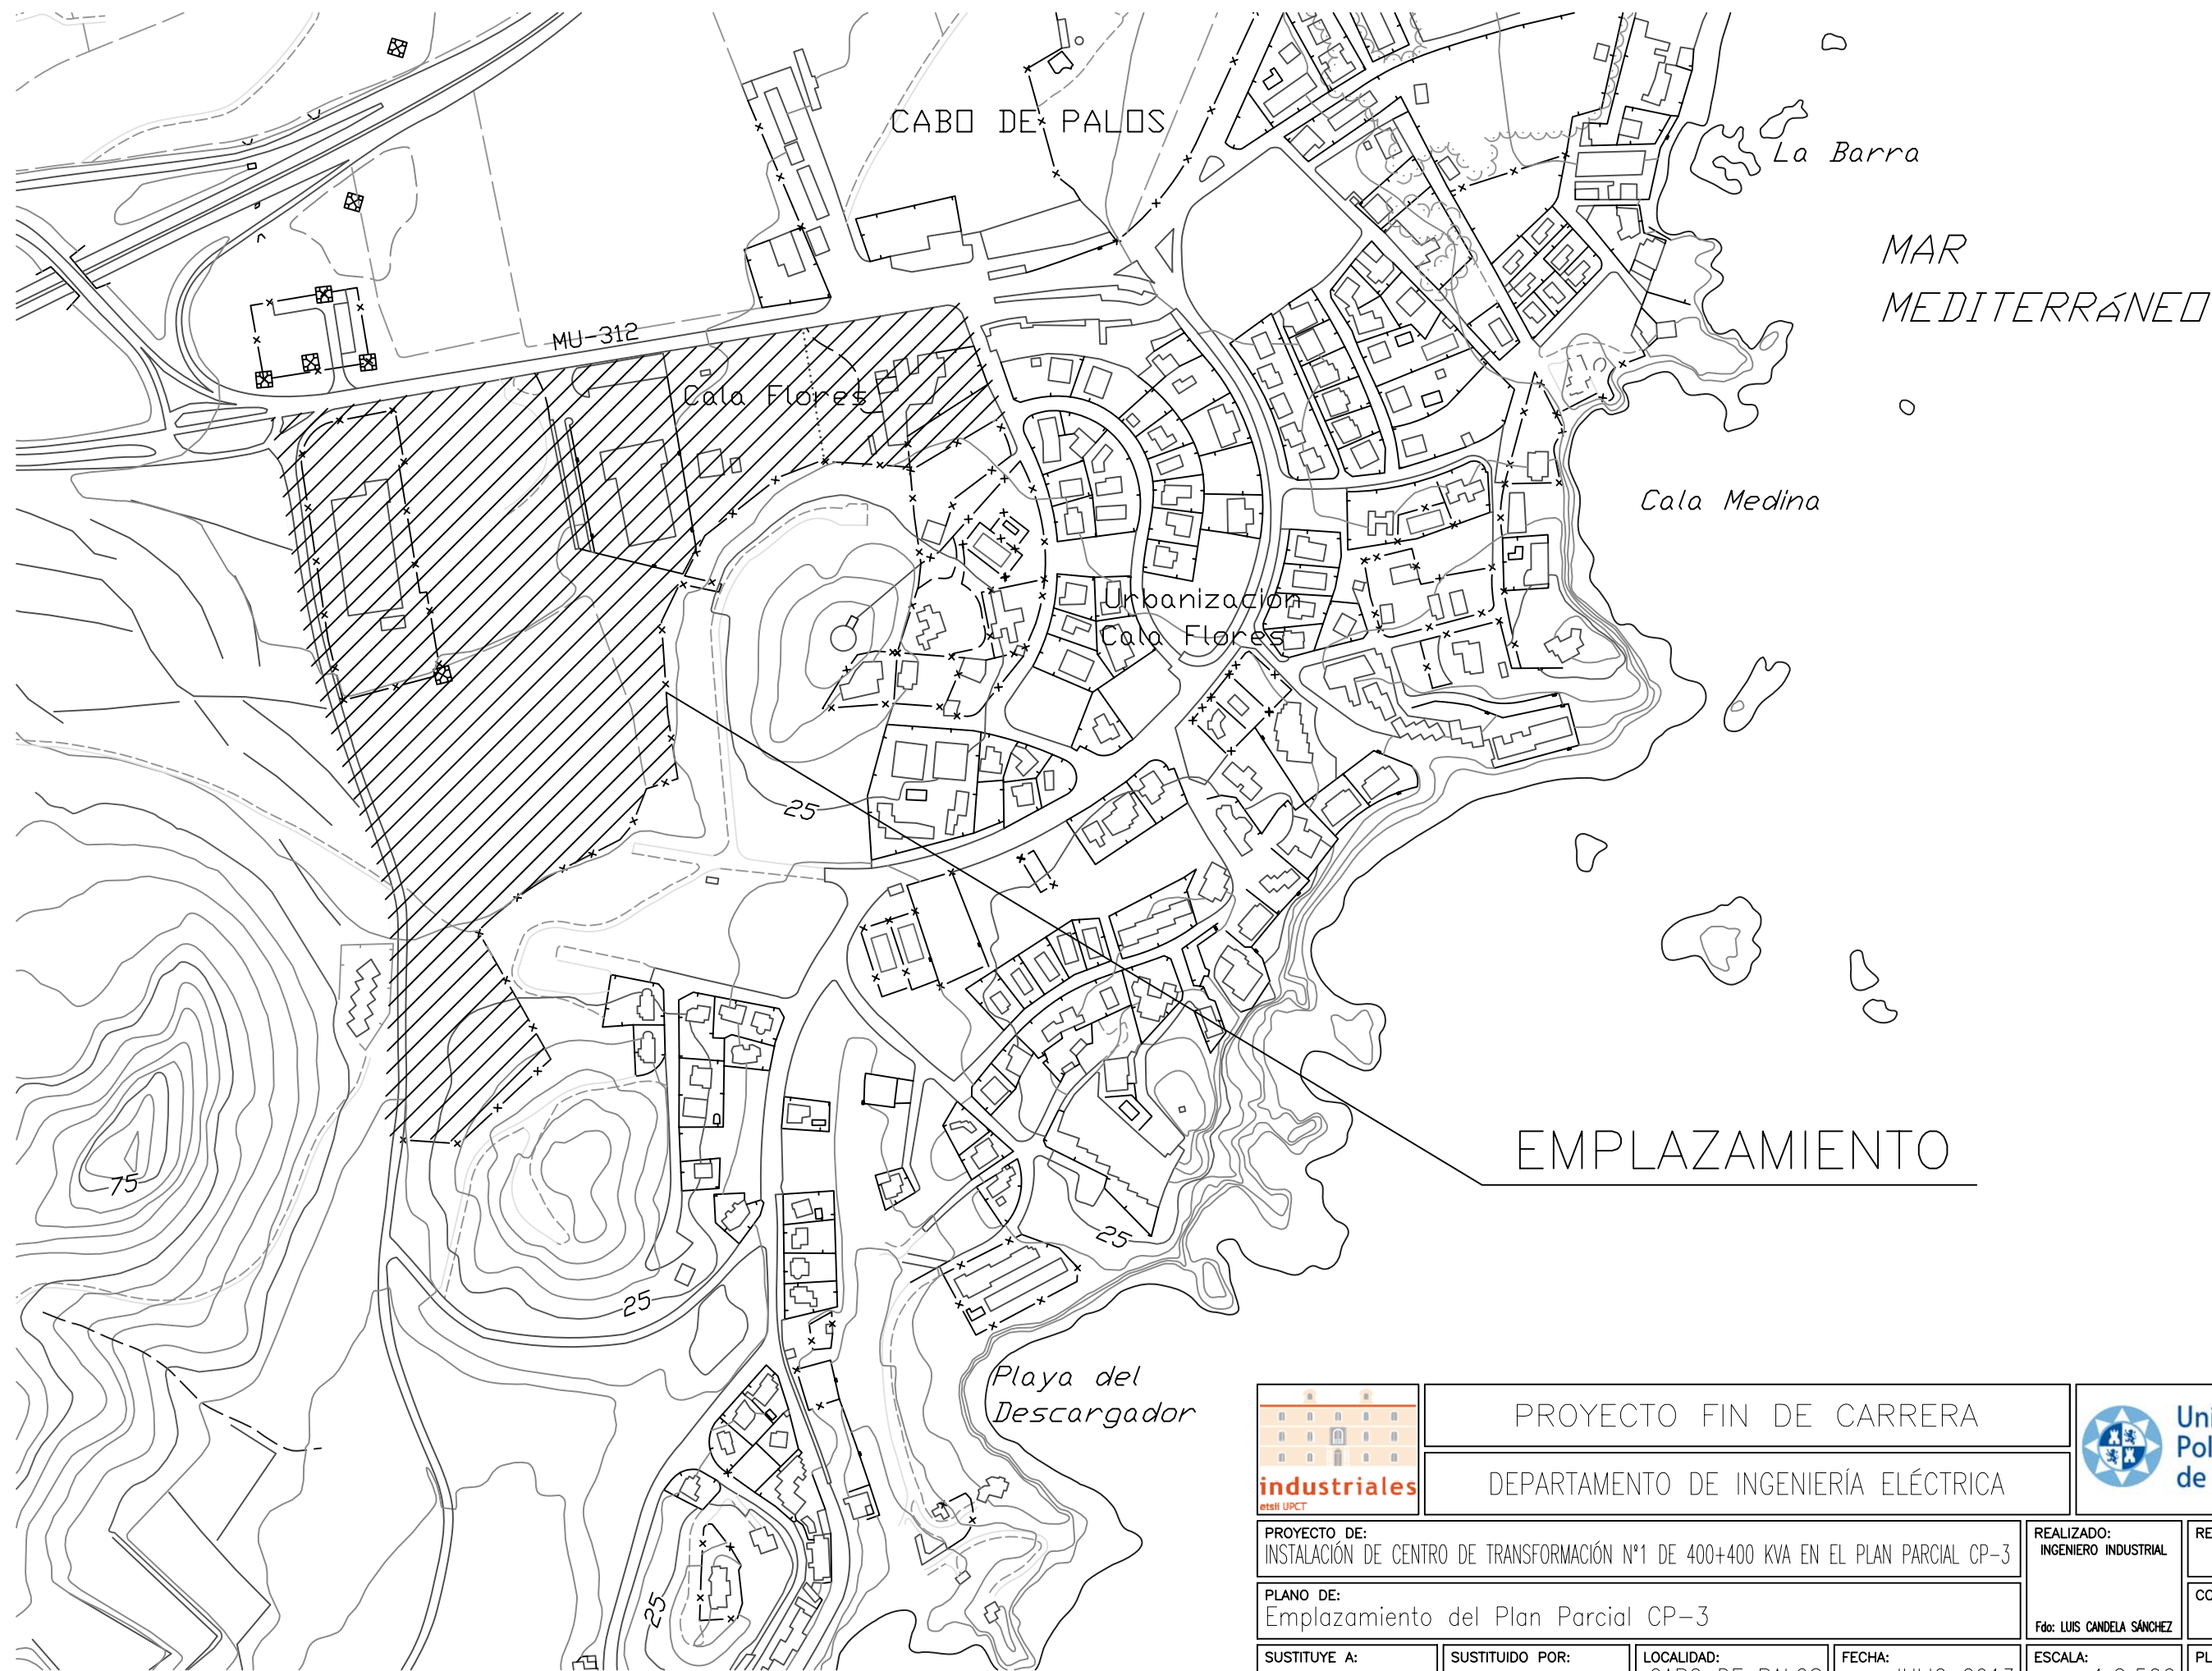 CABO DE PALOS
La Barra
MAR
MEDITERRáNEO
MU-312
Cala Flores
Cala Medina
Urbanización
Cala Flores
25
75
EMPLAZAMIENTO
25
25
Playa del
Descargador
25
industriales
etsii UPCT
PROYECTO FIN DE CARRERA
DEPARTAMENTO DE INGENIERÍA ELÉCTRICA
PROYECTO DE:
INSTALACIÓN DE CENTRO DE TRANSFORMACIÓN Nº1 DE 400+400 KVA EN EL PLAN PARCIAL CP-3
REALIZADO:
INGENIERO INDUSTRIAL
Fdo: LUIS CANDELA SÁNCHEZ
PLANO DE:
Emplazamiento del Plan Parcial CP-3
SUSTITUYE A:
SUSTITUIDO POR:
LOCALIDAD:
FECHA:
ESCALA: